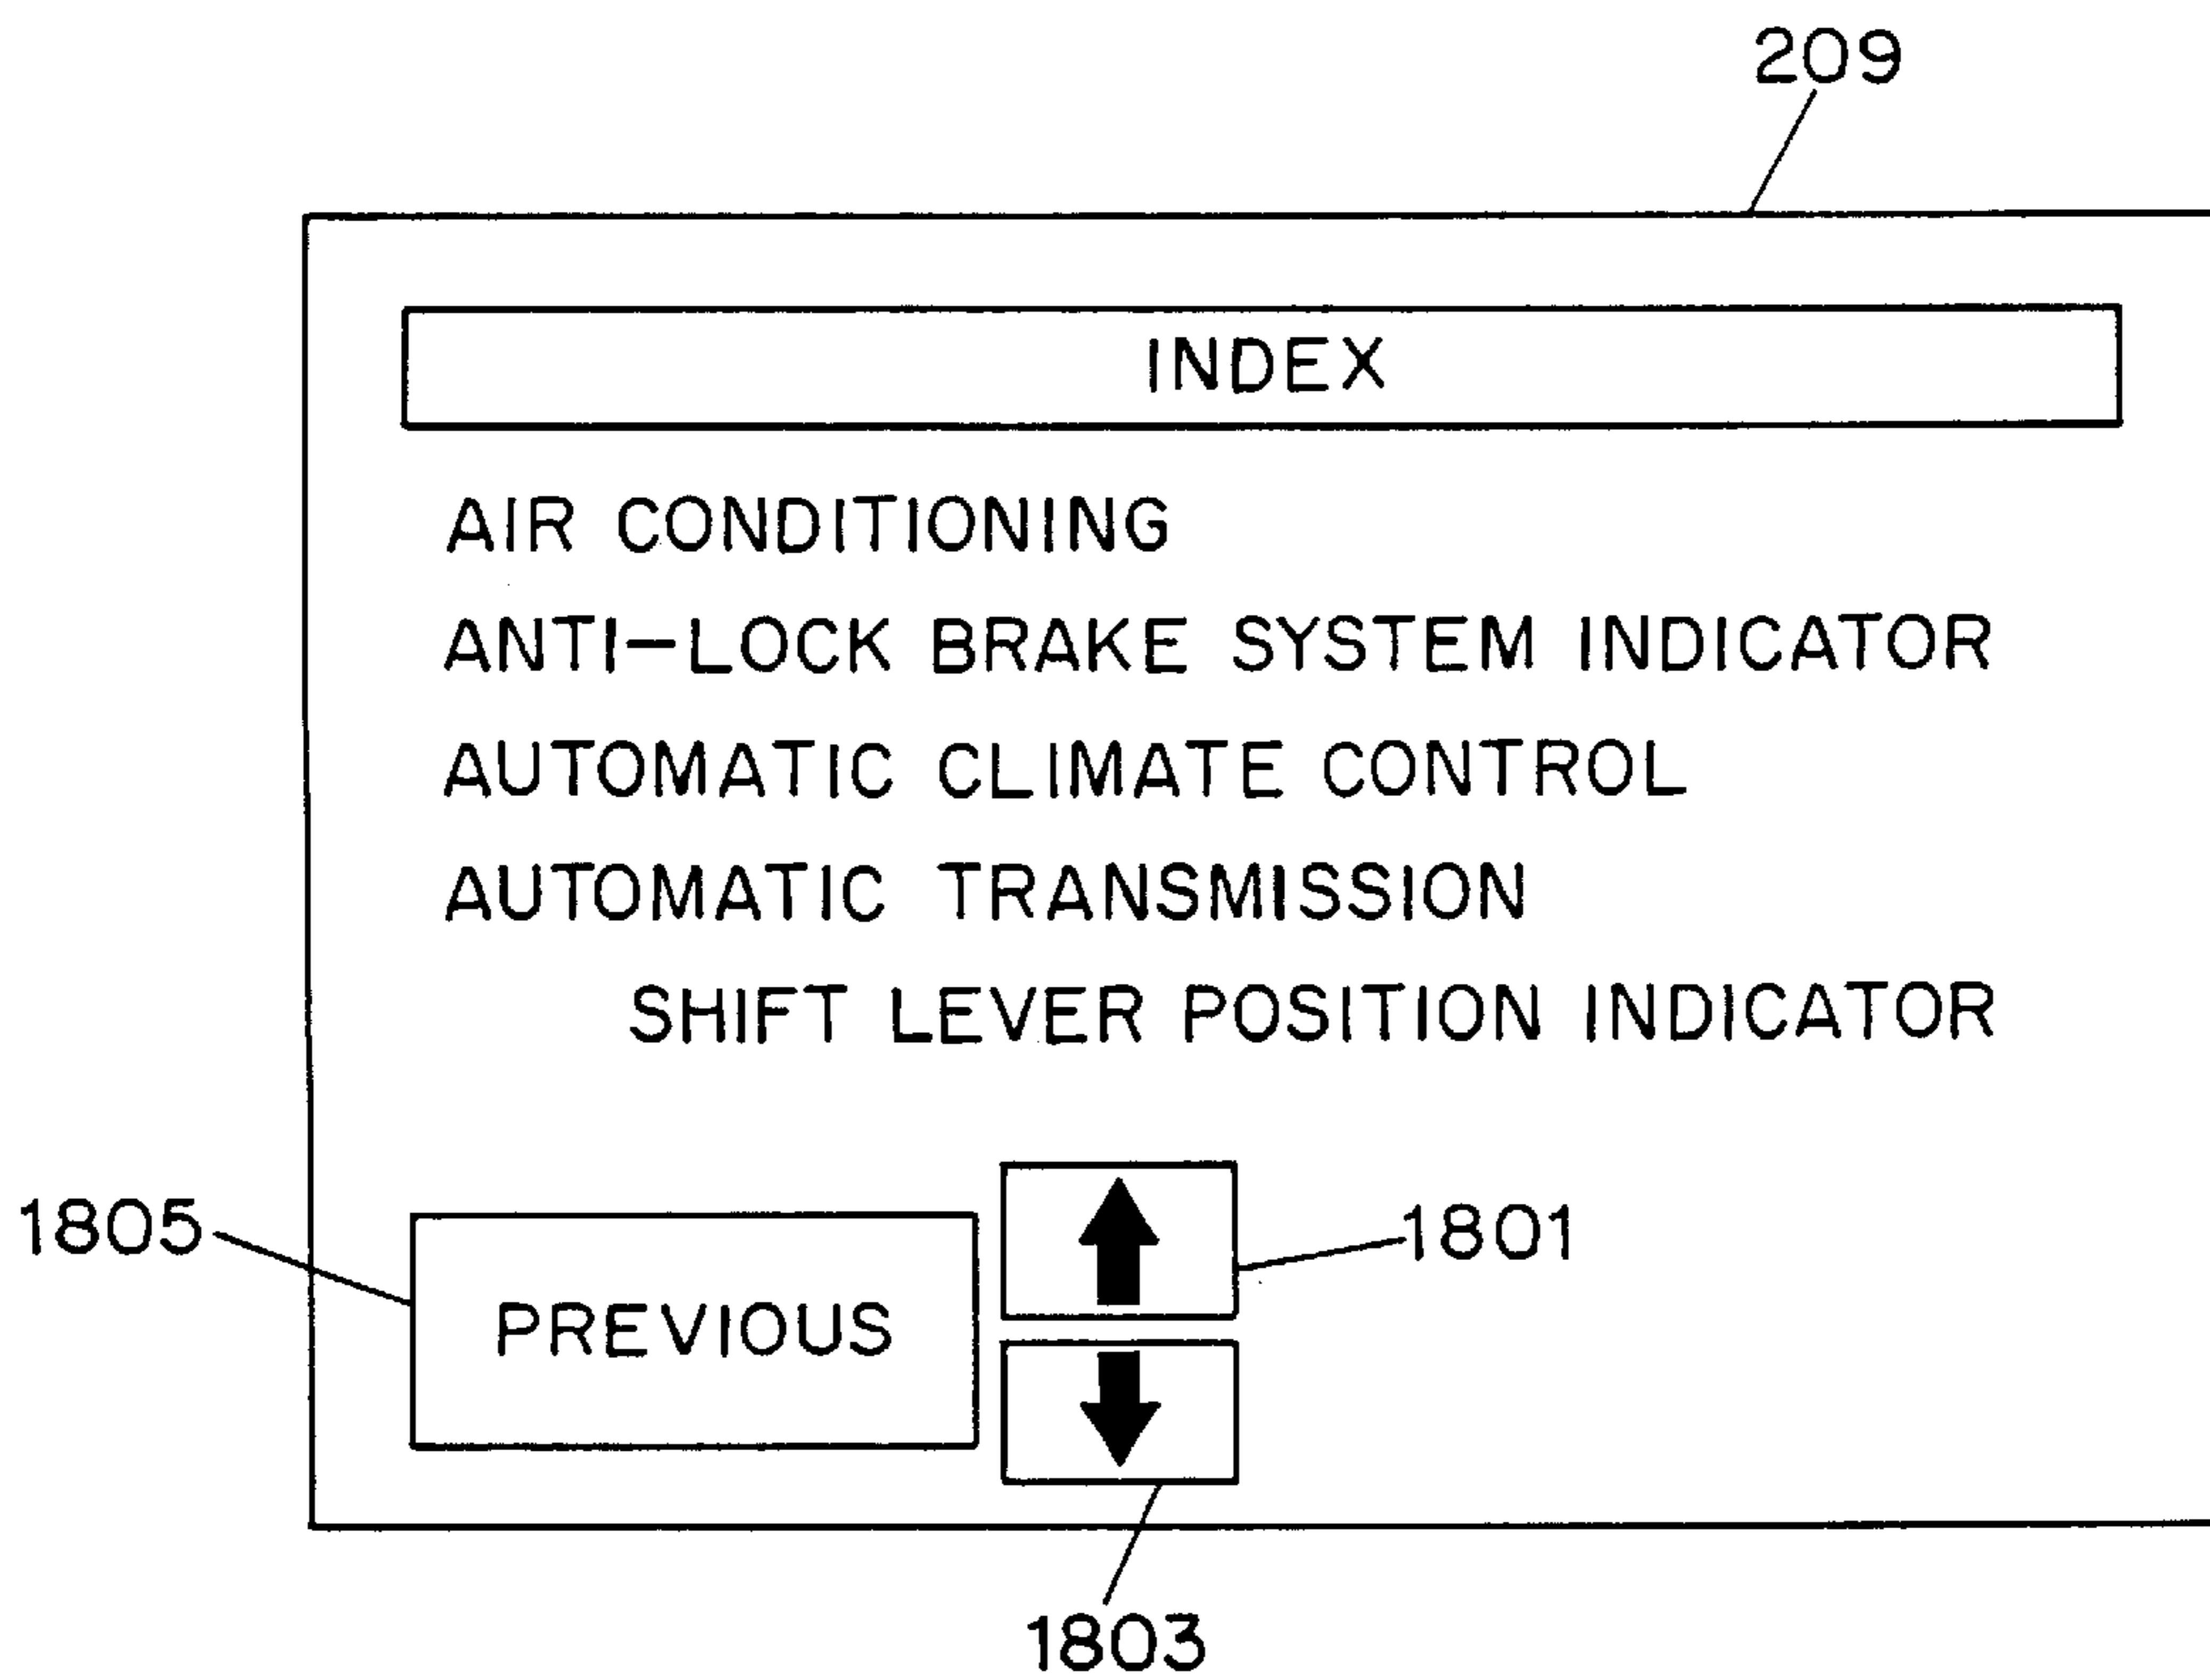 209
INDEX
AIR CONDITIONING
ANTI-LOCK BRAKE SYSTEM INDICATOR
AUTOMATIC CLIMATE CONTROL
AUTOMATIC TRANSMISSION
SHIFT LEVER POSITION INDICATOR
1805
1801
PREVIOUS
1803